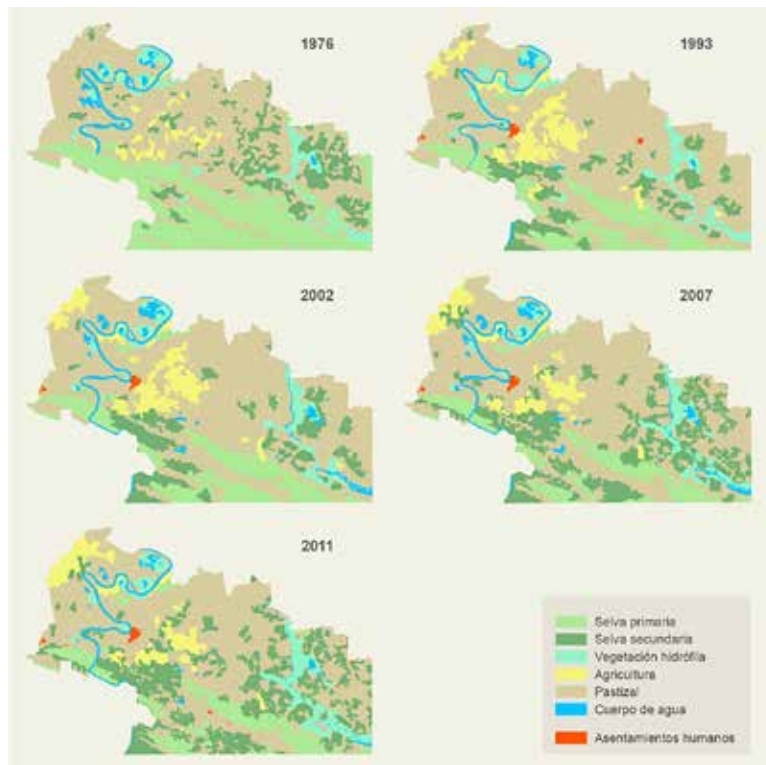 1976
1993
2002
2007
2011
Selva primaria
Selva secundaria
Vegetación hidrófila
Agricultura
Pastizal
Cuerpo de agua
Asentamientos humanos